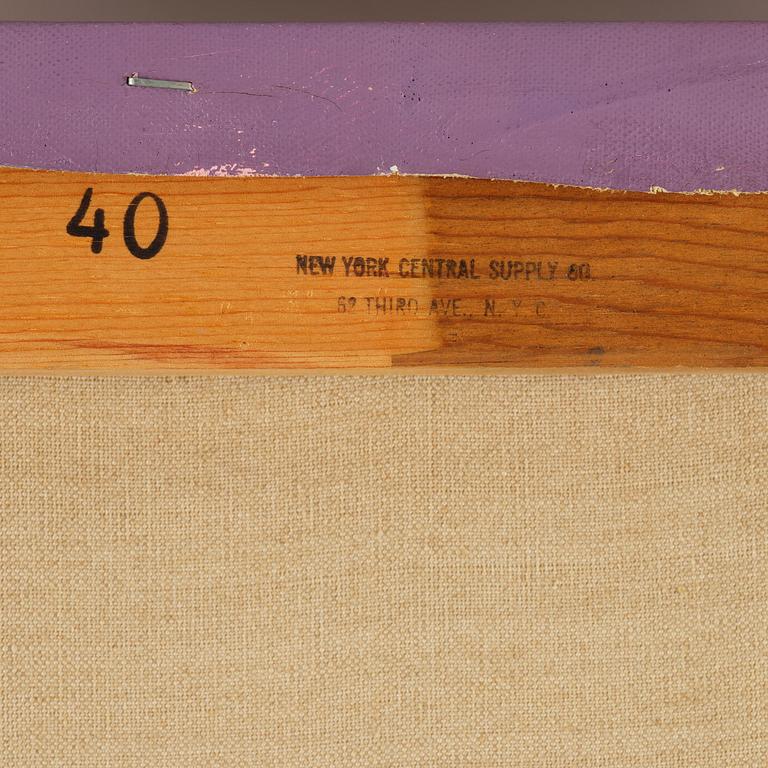 40
NEW YORK CENTRAL SUPPLY CO.
62 THIRD AVE., N. Y. C.